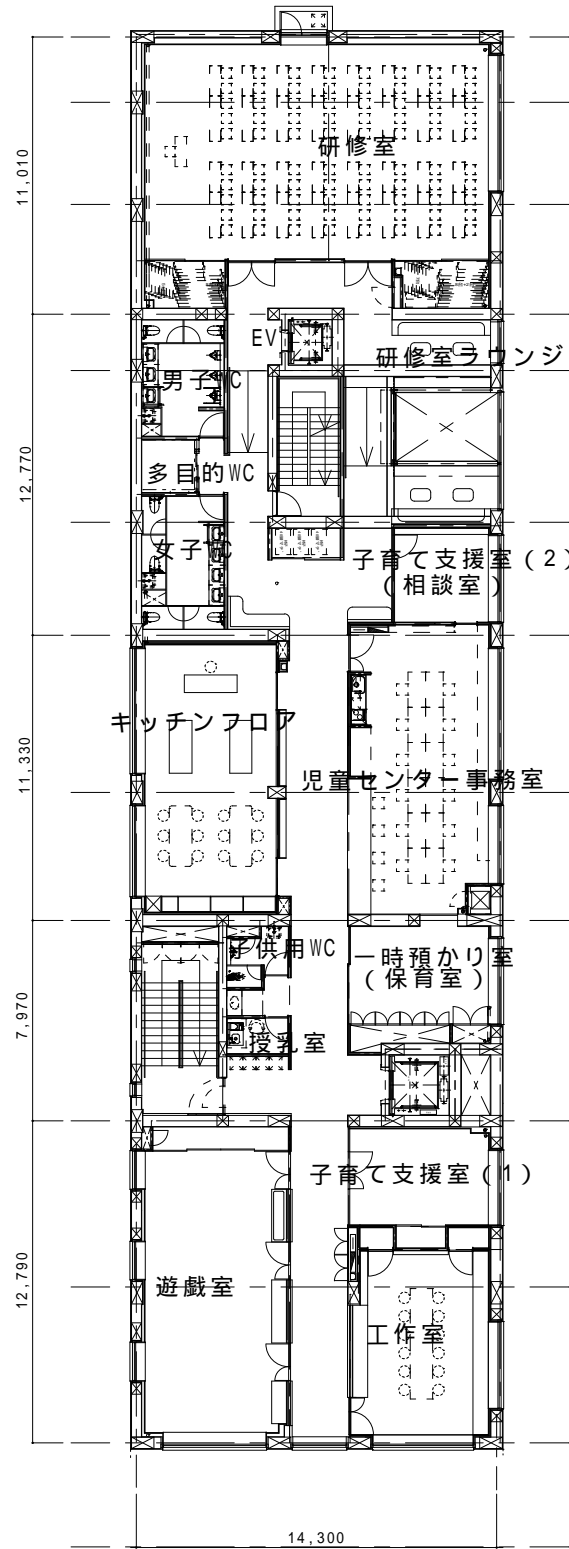 11,010
研修室
EV
研修室ラウンジ
男子WC
12,770
多目的WC
女子WC
子育て支援室(2)
(相談室)
キッチンフロア
11,330
児童センター事務室
子供用WC
一時預かり室
(保育室)
7,970
授乳室
子育て支援室(1)
12,790
遊戯室
工作室
14,300